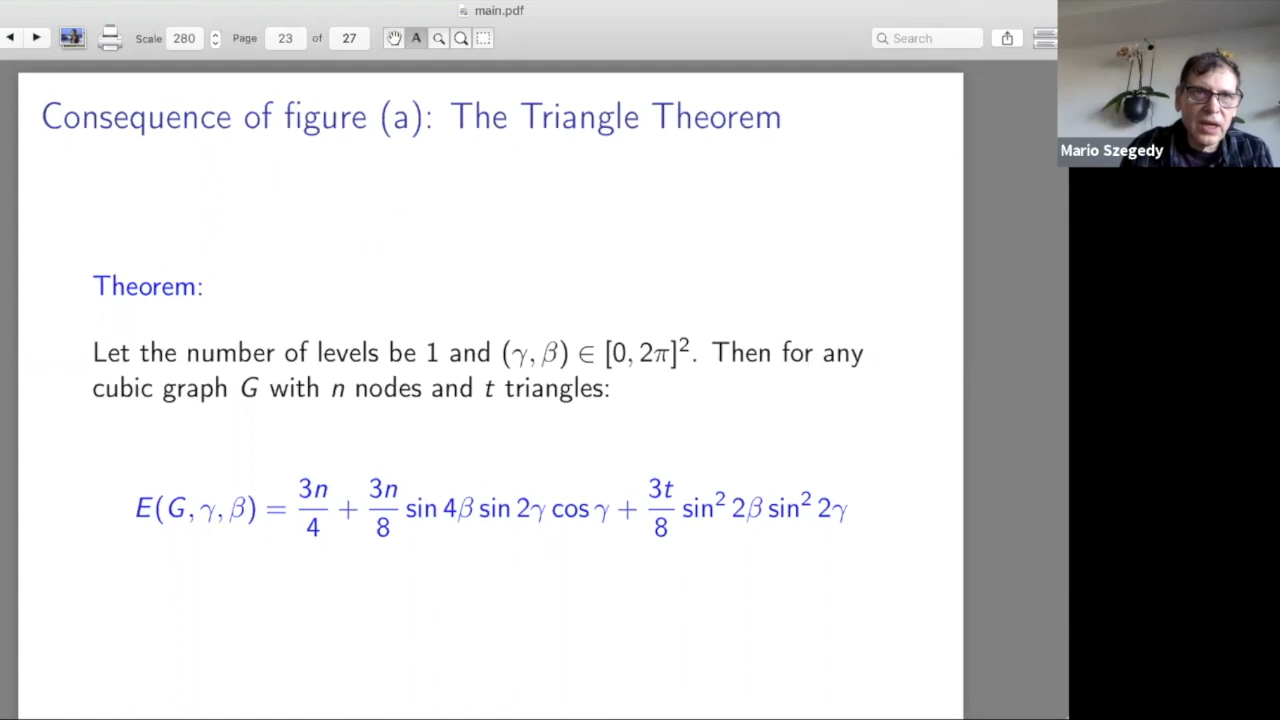 main.pdf
Scale 280 Page 23 of 27 A Search
Mario Szegedy
Consequence of figure (a): The Triangle Theorem
Theorem:
Let the number of levels be 1 and (γ, β) ∈ [0, 2π]². Then for any
cubic graph G with n nodes and t triangles:
E(G, γ, β) = 3n/4 + 3n/8 sin 4β sin 2γ cos γ + 3t/8 sin² 2β sin² 2γ